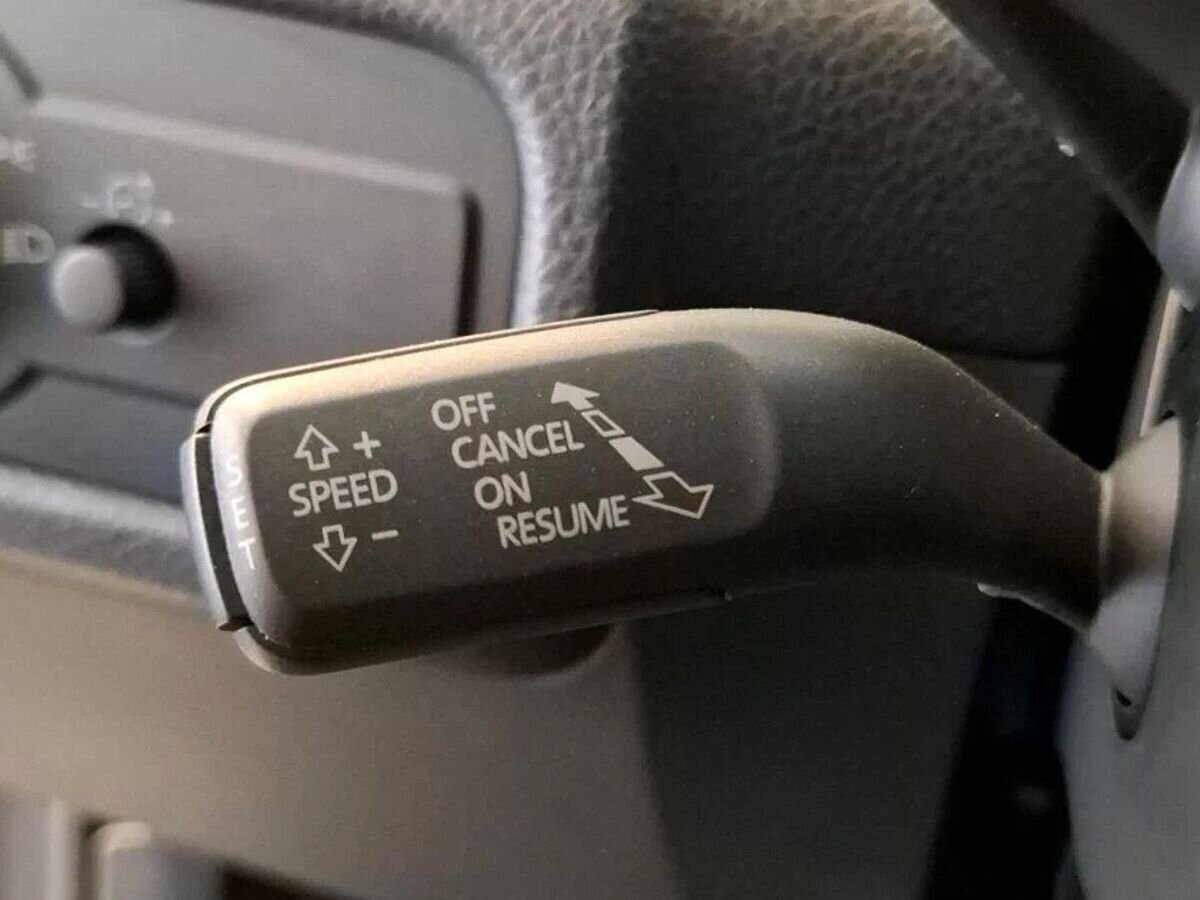 OFF
CANCEL
ON
RESUME
+
SPEED
-
SET